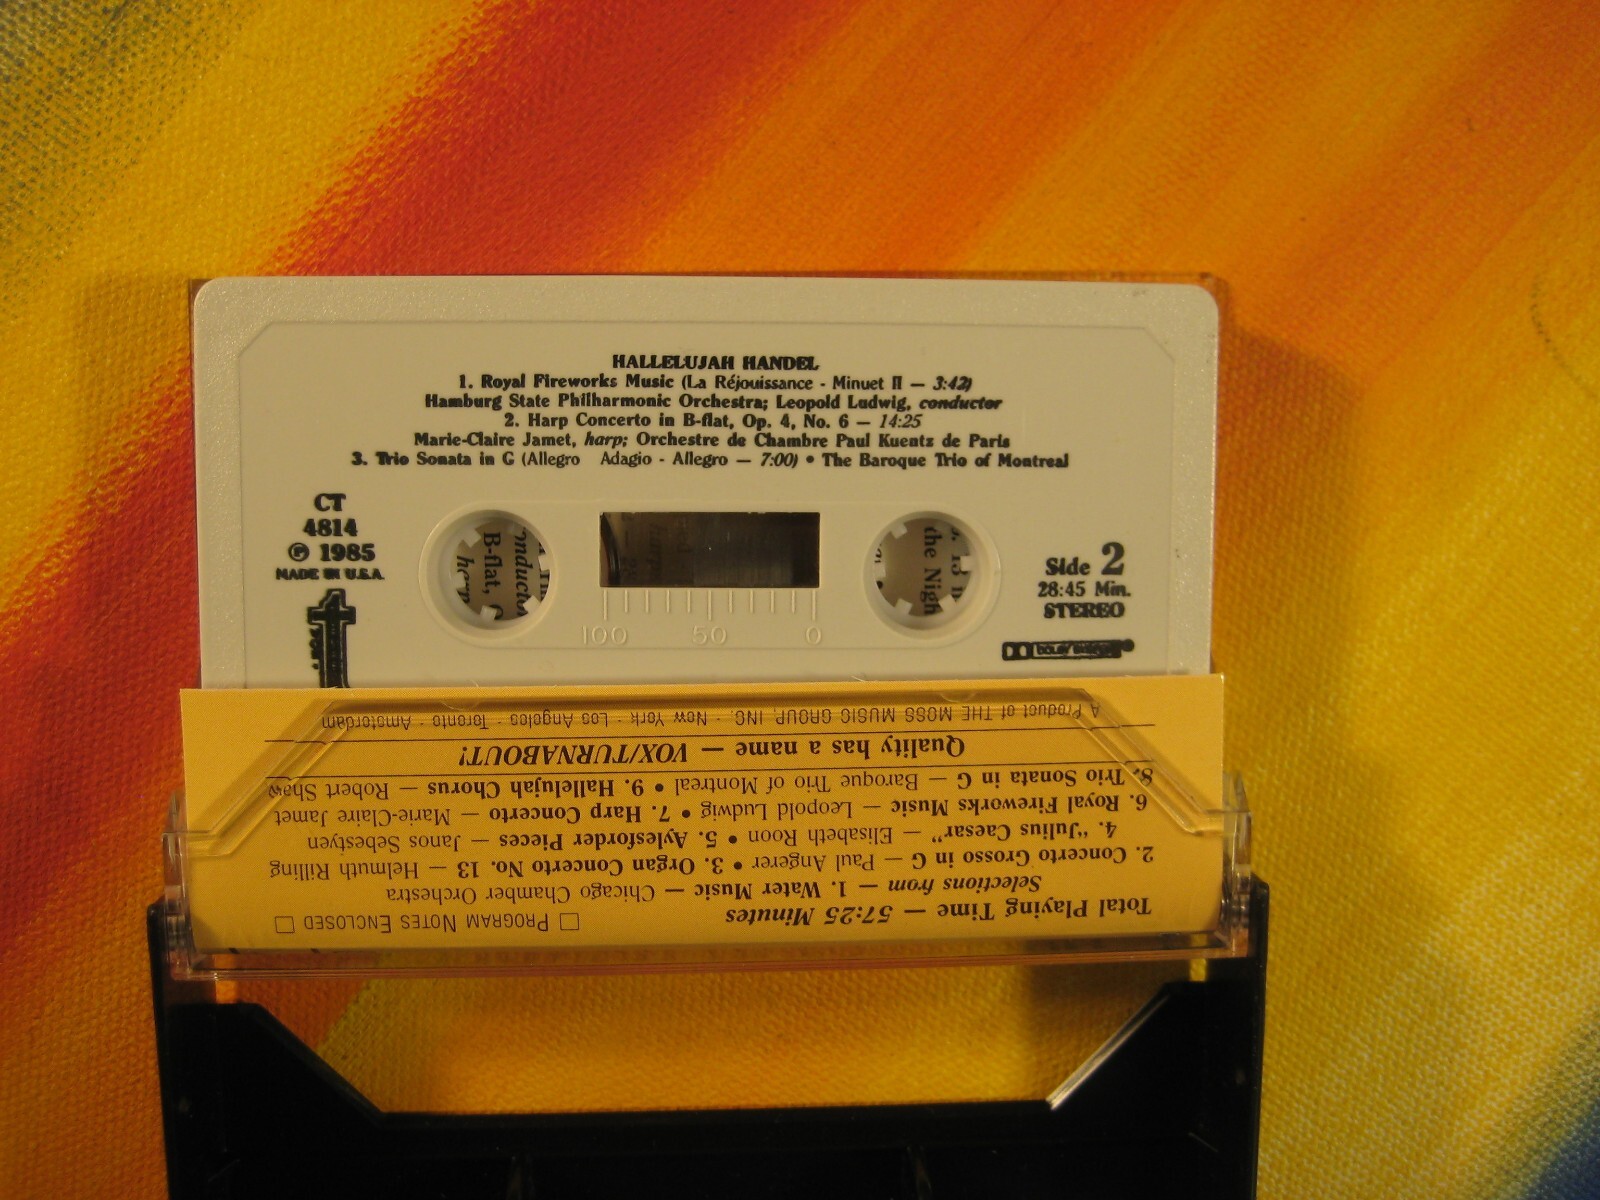 HALLELUJAH HANDEL
1. Royal Fireworks Music (La Réjouissance - Minuet II — 3:42)
Hamburg State Philharmonic Orchestra; Leopold Ludwig, conductor
2. Harp Concerto in B-flat, Op. 4, No. 6 — 14:25
Marie-Claire Jamet, harp; Orchestre de Chambre Paul Kuentz de Paris
3. Trio Sonata in G (Allegro Adagio - Allegro — 7:00) • The Baroque Trio of Montreal
CT
4814
℗ 1985
MADE IN U.S.A.
Side 2
28:45 Min.
STEREO
100 50 0
B-flat,
the Nigh
Total Playing Time — 57:25 Minutes □ PROGRAM NOTES ENCLOSED □
Selections from — 1. Water Music — Chicago Chamber Orchestra
2. Concerto Grosso in G — Paul Angerer • 3. Organ Concerto No. 13 — Helmuth Rilling
4. "Julius Caesar" — Elisabeth Roon • 5. Aylesforder Pieces — Janos Sebestyen
6. Royal Fireworks Music — Leopold Ludwig • 7. Harp Concerto — Marie-Claire Jamet
8. Trio Sonata in G — Baroque Trio of Montreal • 9. Hallelujah Chorus — Robert Shaw
Quality has a name — VOX/TURNABOUT!
A Product of THE MOSS MUSIC GROUP, INC. - New York - Los Angeles - Toronto - Amsterdam